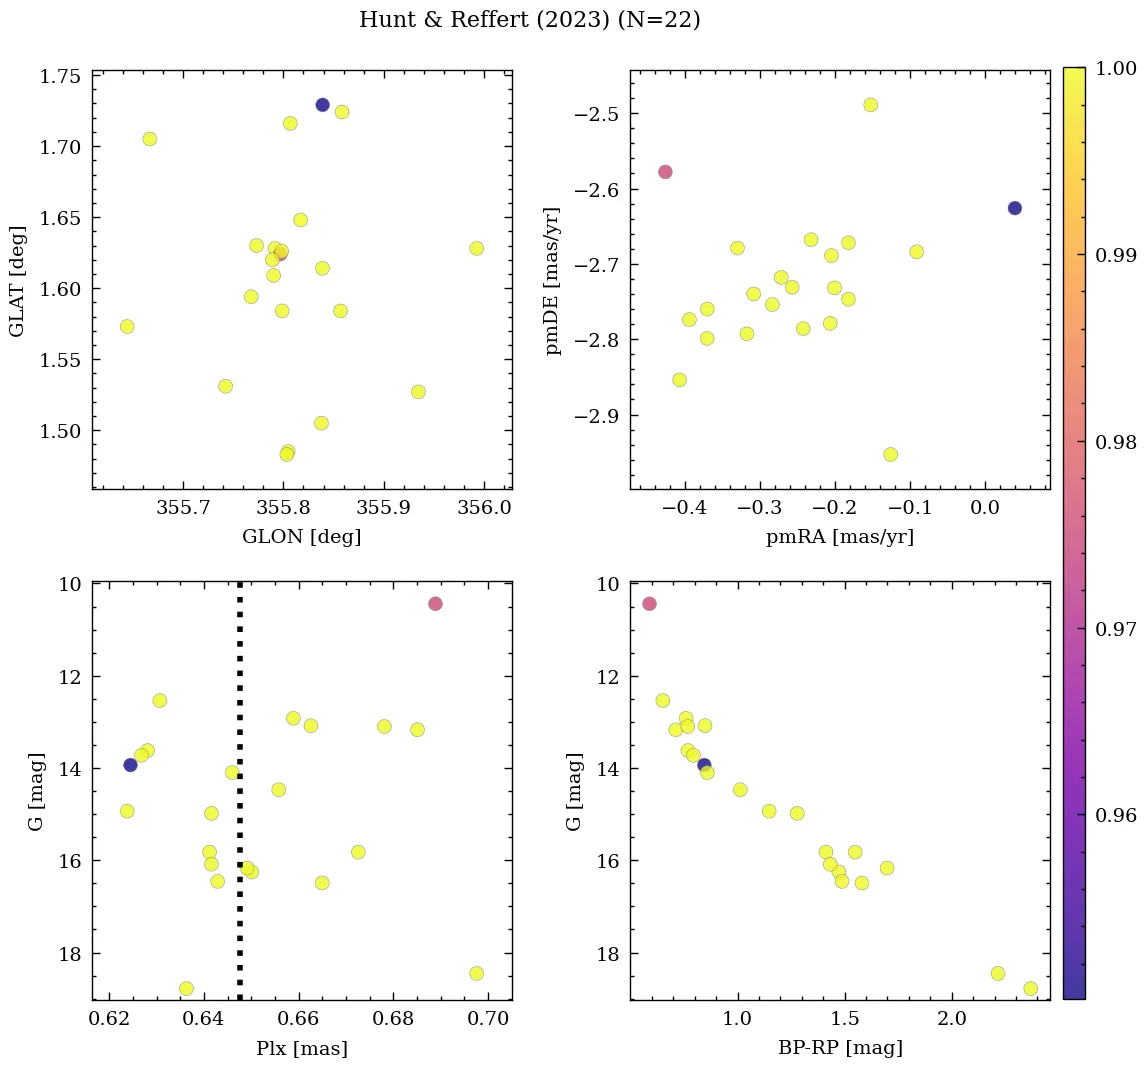 Hunt & Reffert (2023) (N=22)
1.75
1.70
1.65
1.60
1.55
1.50
GLAT [deg]
355.7 355.8 355.9 356.0
GLON [deg]
−2.5
−2.6
−2.7
−2.8
−2.9
pmDE [mas/yr]
−0.4 −0.3 −0.2 −0.1 0.0
pmRA [mas/yr]
10
12
14
16
18
G [mag]
0.62 0.64 0.66 0.68 0.70
Plx [mas]
10
12
14
16
18
G [mag]
1.0 1.5 2.0
BP-RP [mag]
1.00
0.99
0.98
0.97
0.96